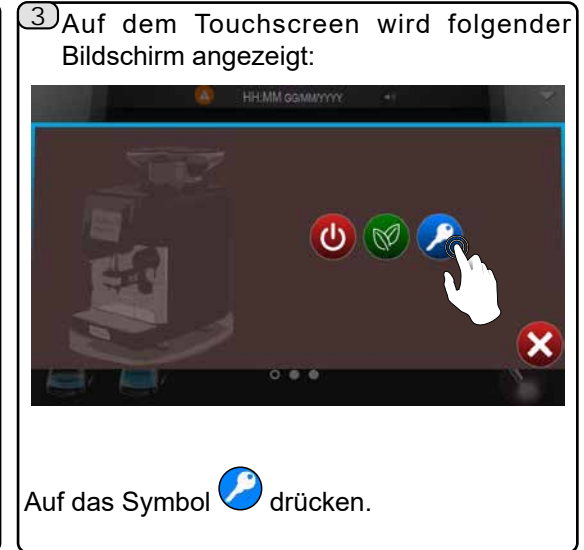 3
Auf dem Touchscreen wird folgender
Bildschirm angezeigt:
HH:MM GG/MM/YYYY
Auf das Symbol drücken.